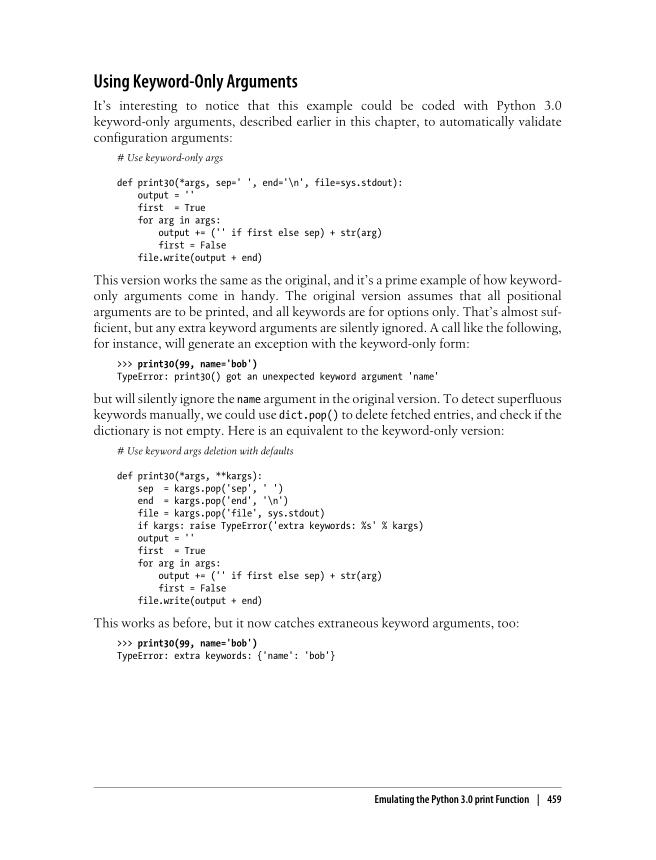 Using Keyword-Only Arguments
It's interesting to notice that this example could be coded with Python 3.0
keyword-only arguments, described earlier in this chapter, to automatically validate
configuration arguments:
# Use keyword-only args
def print30(*args, sep=' ', end='\n', file=sys.stdout):
    output = ''
    first  = True
    for arg in args:
        output += ('' if first else sep) + str(arg)
        first = False
    file.write(output + end)
This version works the same as the original, and it's a prime example of how keyword-
only arguments come in handy. The original version assumes that all positional
arguments are to be printed, and all keywords are for options only. That's almost suf-
ficient, but any extra keyword arguments are silently ignored. A call like the following,
for instance, will generate an exception with the keyword-only form:
>>> print30(99, name='bob')
TypeError: print30() got an unexpected keyword argument 'name'
but will silently ignore the name argument in the original version. To detect superfluous
keywords manually, we could use dict.pop() to delete fetched entries, and check if the
dictionary is not empty. Here is an equivalent to the keyword-only version:
# Use keyword args deletion with defaults
def print30(*args, **kargs):
    sep  = kargs.pop('sep', ' ')
    end  = kargs.pop('end', '\n')
    file = kargs.pop('file', sys.stdout)
    if kargs: raise TypeError('extra keywords: %s' % kargs)
    output = ''
    first  = True
    for arg in args:
        output += ('' if first else sep) + str(arg)
        first = False
    file.write(output + end)
This works as before, but it now catches extraneous keyword arguments, too:
>>> print30(99, name='bob')
TypeError: extra keywords: {'name': 'bob'}
Emulating the Python 3.0 print Function | 459